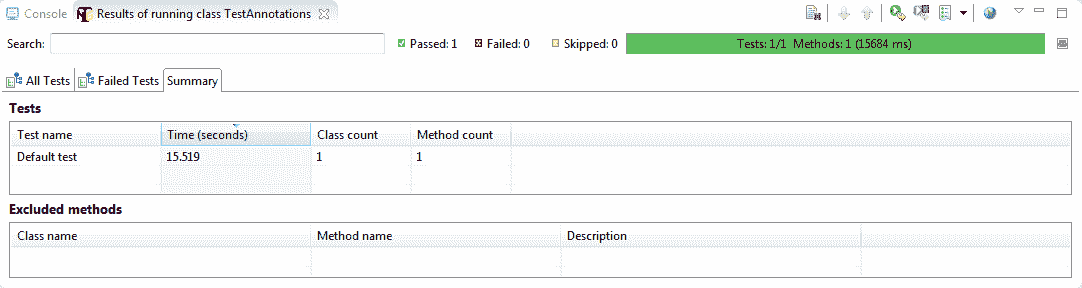 Console Results of running class TestAnnotations
Search: Passed: 1 Failed: 0 Skipped: 0 Tests: 1/1 Methods: 1 (15684 ms)
All Tests Failed Tests Summary
Tests
Test name Time (seconds) Class count Method count
Default test 15.519 1 1
Excluded methods
Class name Method name Description